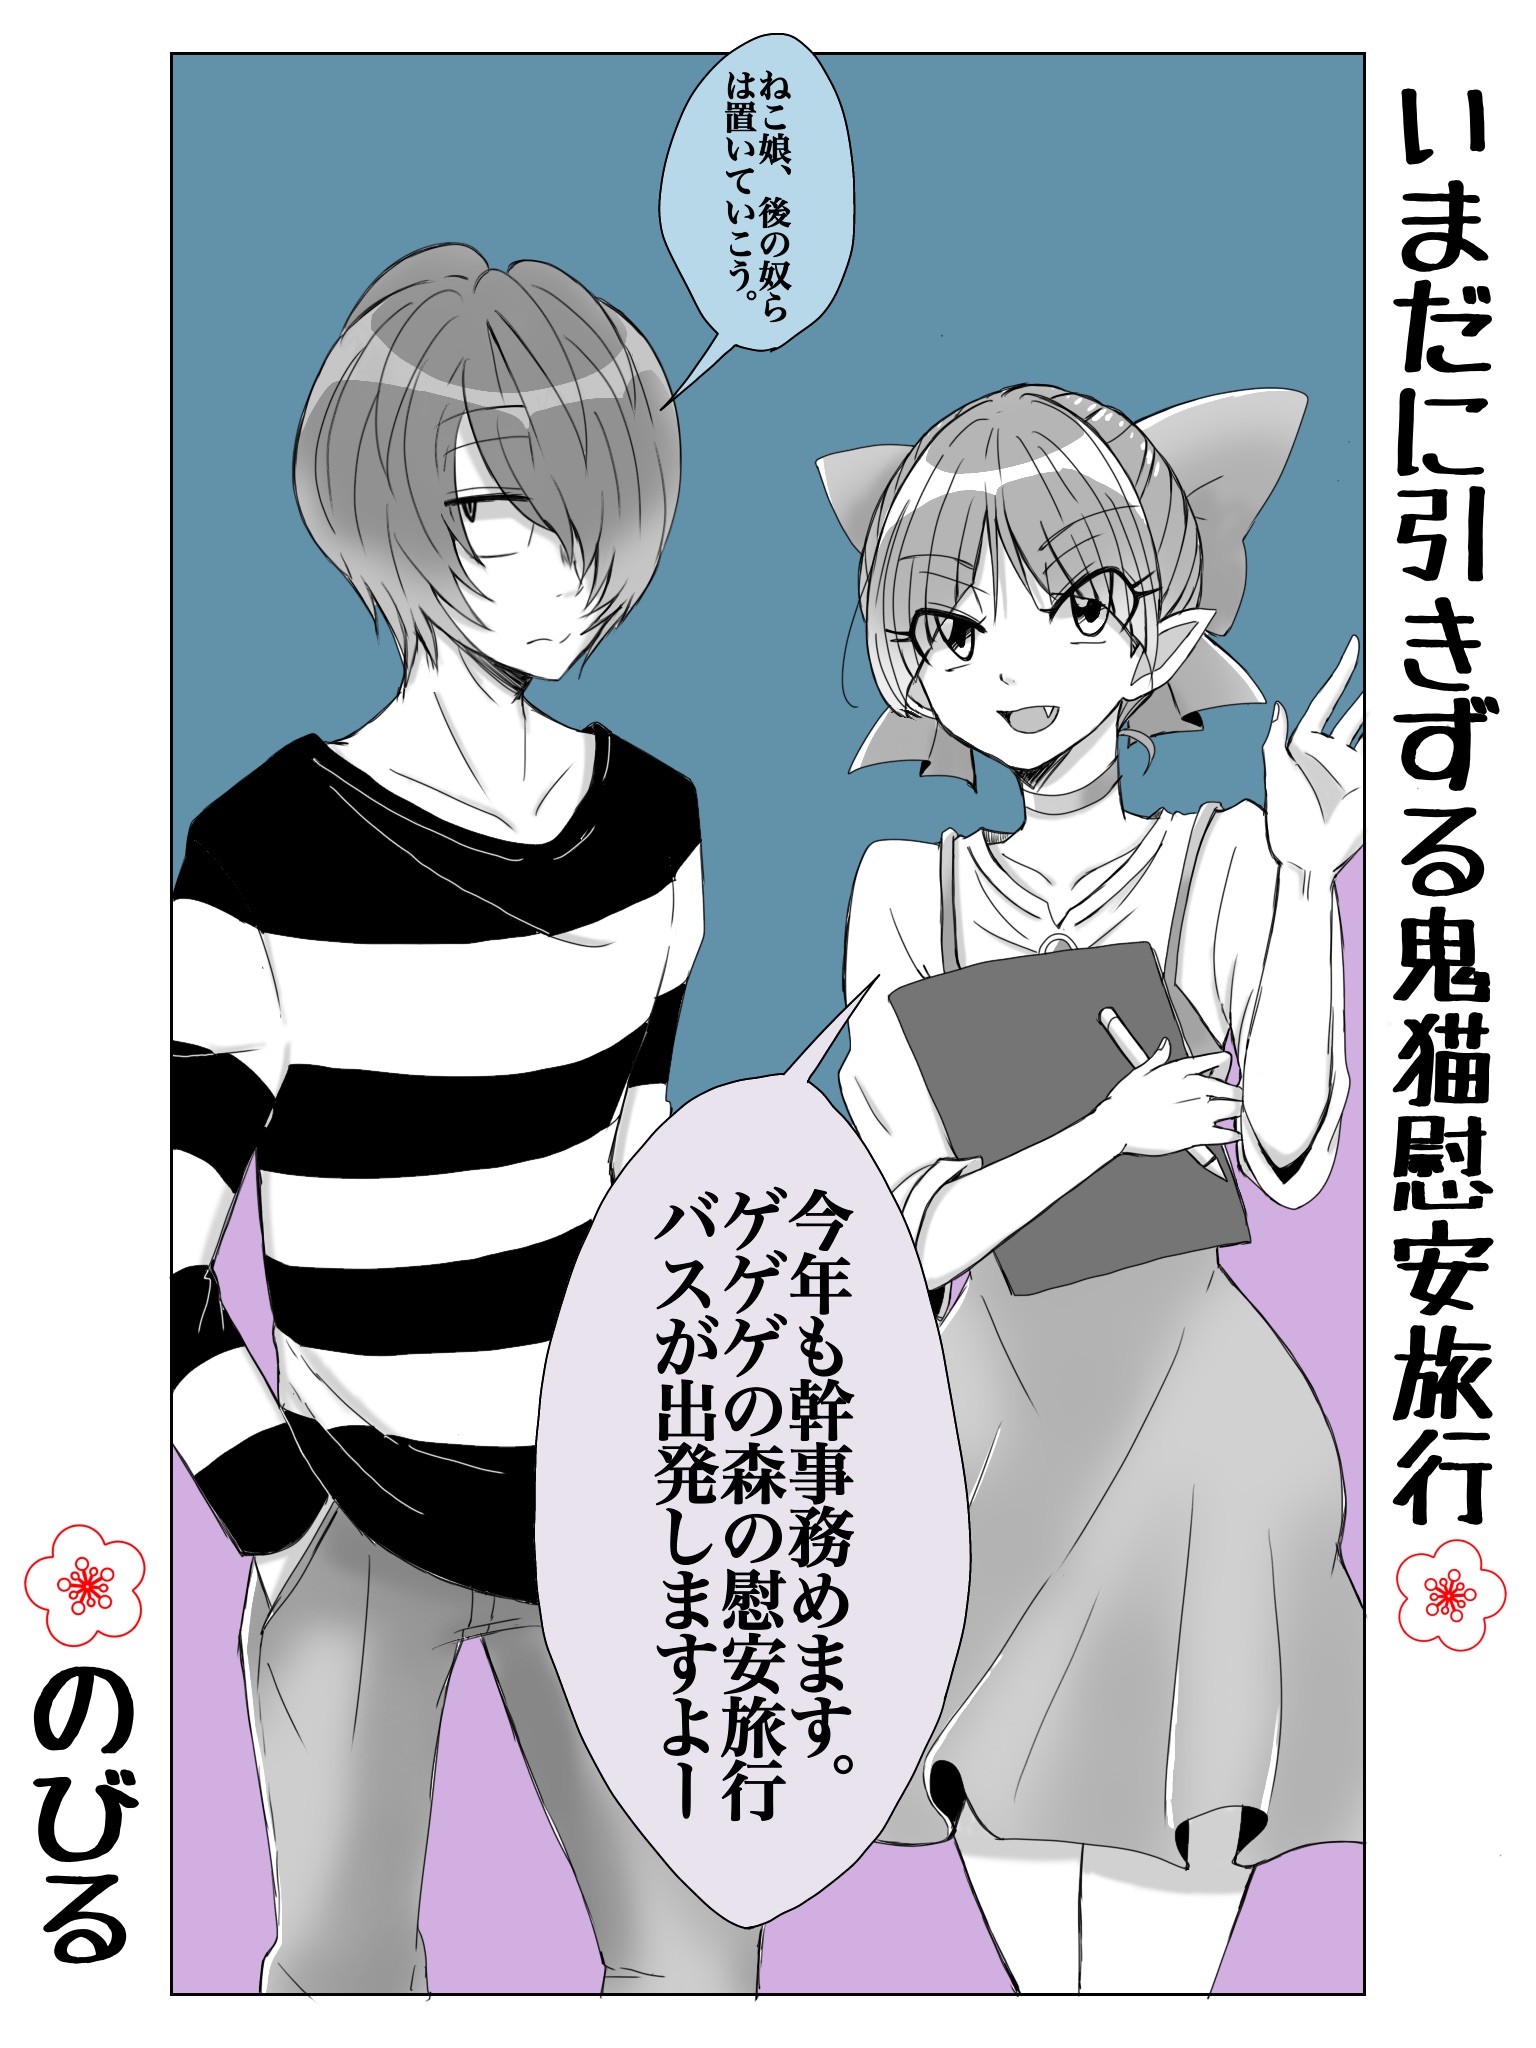 いまだに引きずる鬼猫慰安旅行
ねこ娘、後の奴ら
は置いていこう。
今年も幹事務めます。
ゲゲゲの森の慰安旅行
バスが出発しますよー
のびる